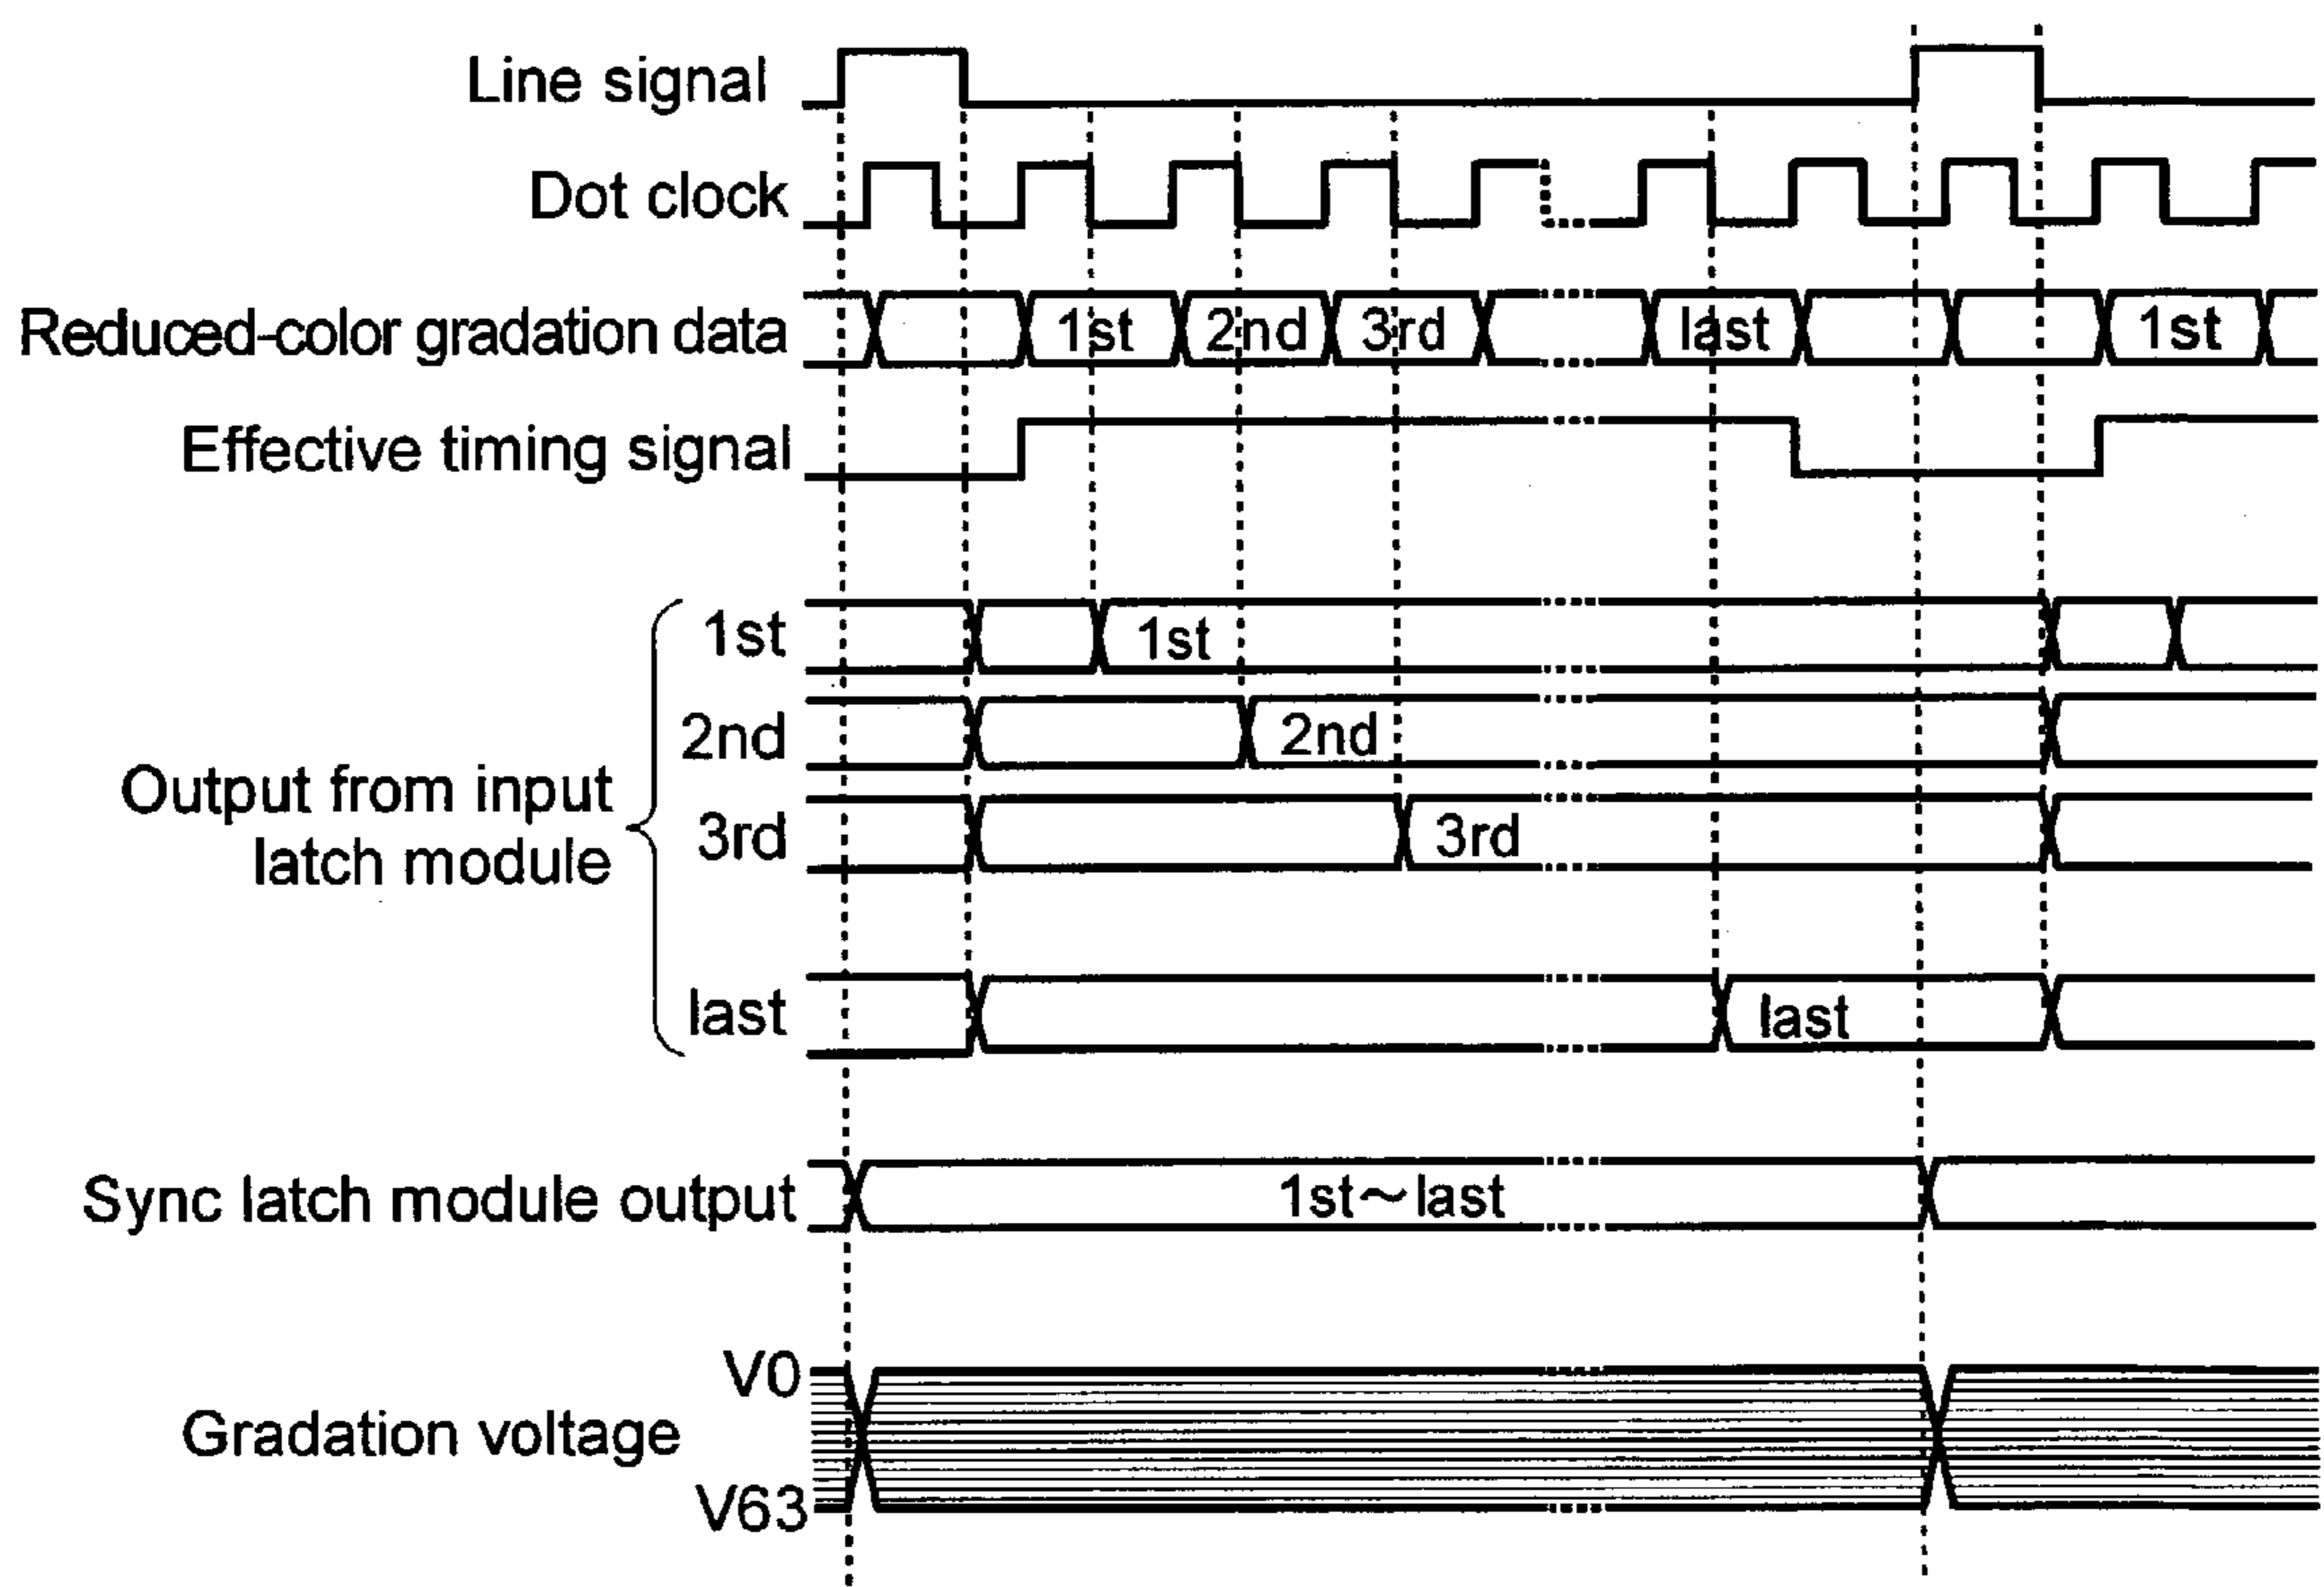 Line signal
Dot clock
Reduced-color gradation data
1st 2nd 3rd last 1st
Effective timing signal
Output from input
latch module
1st 1st
2nd 2nd
3rd 3rd
last last
Sync latch module output 1st~last
V0
Gradation voltage
V63